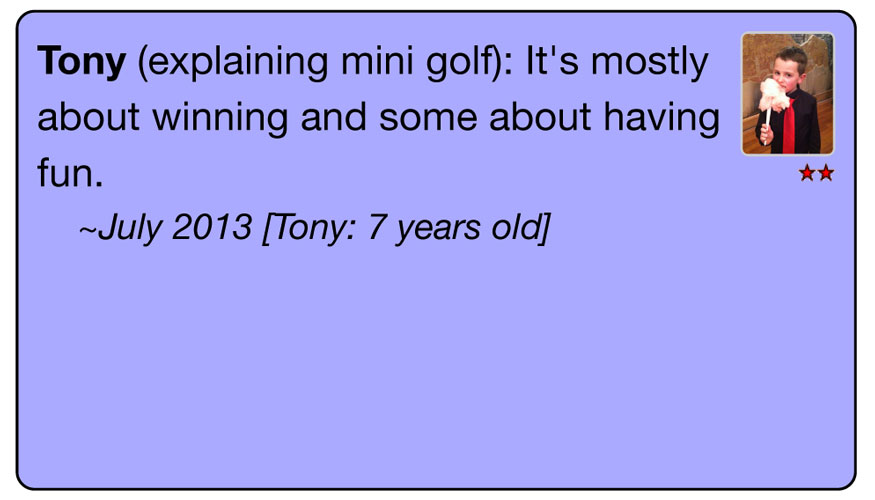 Tony (explaining mini golf): It's mostly
about winning and some about having
fun.
~July 2013 [Tony: 7 years old]